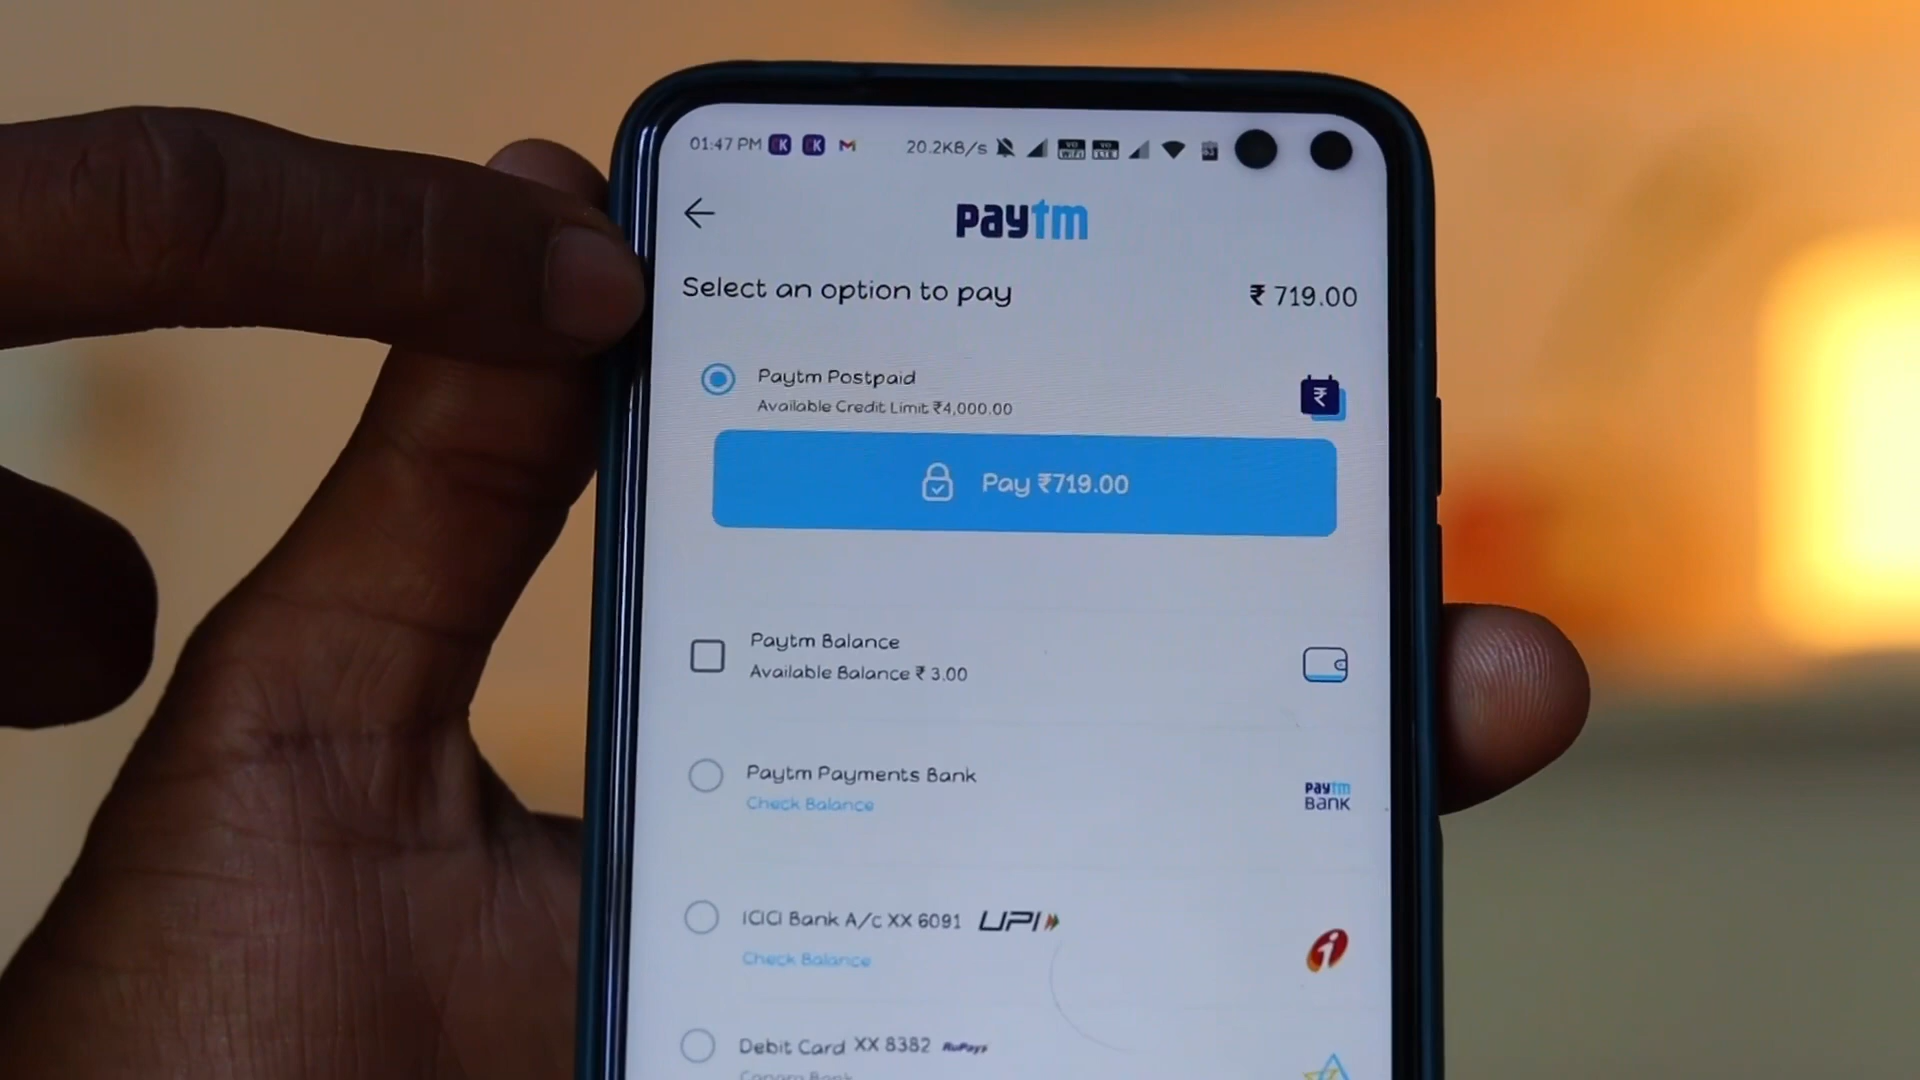 01:47 PM 20.2KB/s
paytm
Select an option to pay ₹ 719.00
Paytm Postpaid
Available Credit Limit ₹4,000.00
Pay ₹719.00
Paytm Balance
Available Balance ₹ 3.00
Paytm Payments Bank
Check Balance
paytm
BANK
ICICI Bank A/c XX 6091 UPI
Check Balance
Debit Card XX 8382 RuPay
Canara Bank